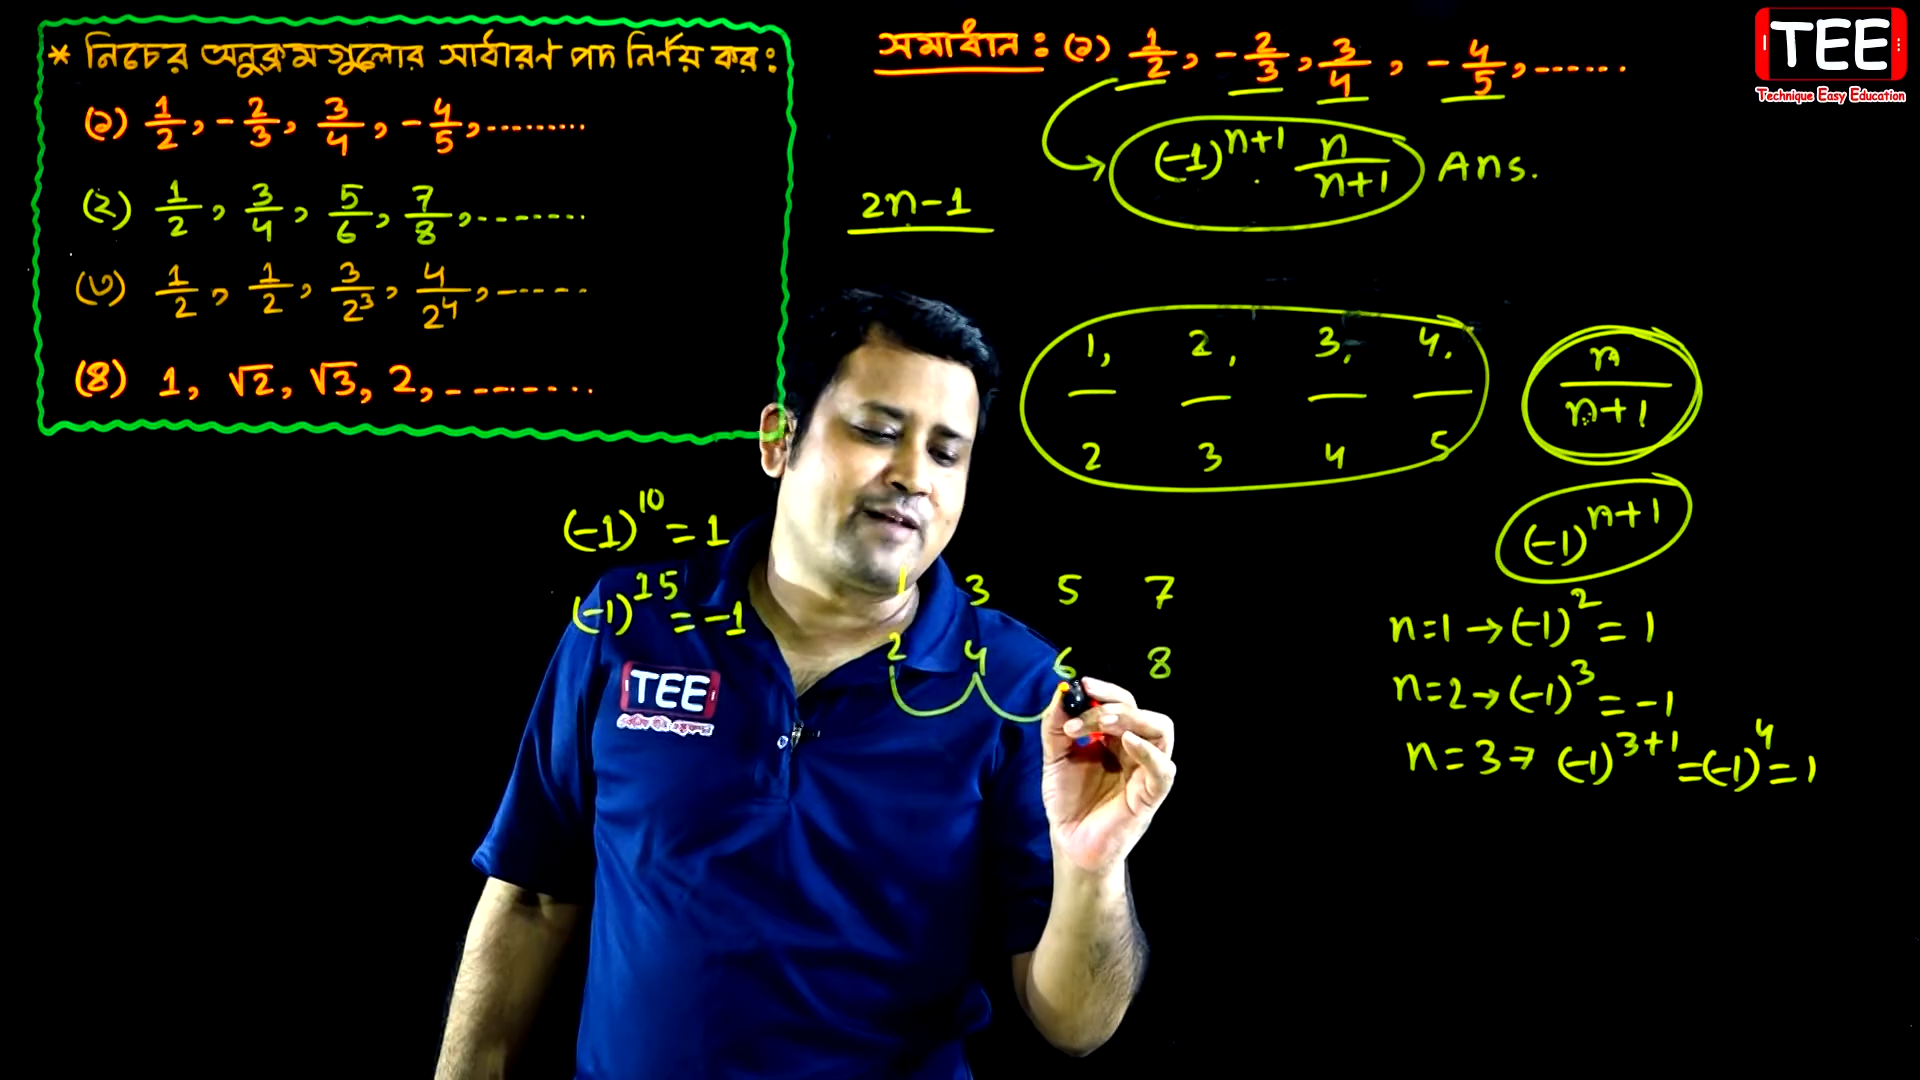 * নিচের অনুক্রমগুলোর সাধারণ পদ নির্ণয় কর:
(১) 1/2, -2/3, 3/4, -4/5, .........
(২) 1/2, 3/4, 5/6, 7/8, ........
(৩) 1/2, 1/2, 3/2³, 4/2⁴, ......
(৪) 1, √2, √3, 2, ........
সমাধান: (১) 1/2, -2/3, 3/4, -4/5, ......
(-1)ⁿ⁺¹ · n/(n+1) Ans.
2n-1
1, 2, 3, 4,
2 3 4 5
n/(n+1)
(-1)ⁿ⁺¹
(-1)¹⁰ = 1
(-1)¹⁵ = -1
1 3 5 7
2 4 6 8
n=1 → (-1)² = 1
n=2 → (-1)³ = -1
n=3 → (-1)³⁺¹ = (-1)⁴ = 1
TEE
Technique Easy Education
TEE